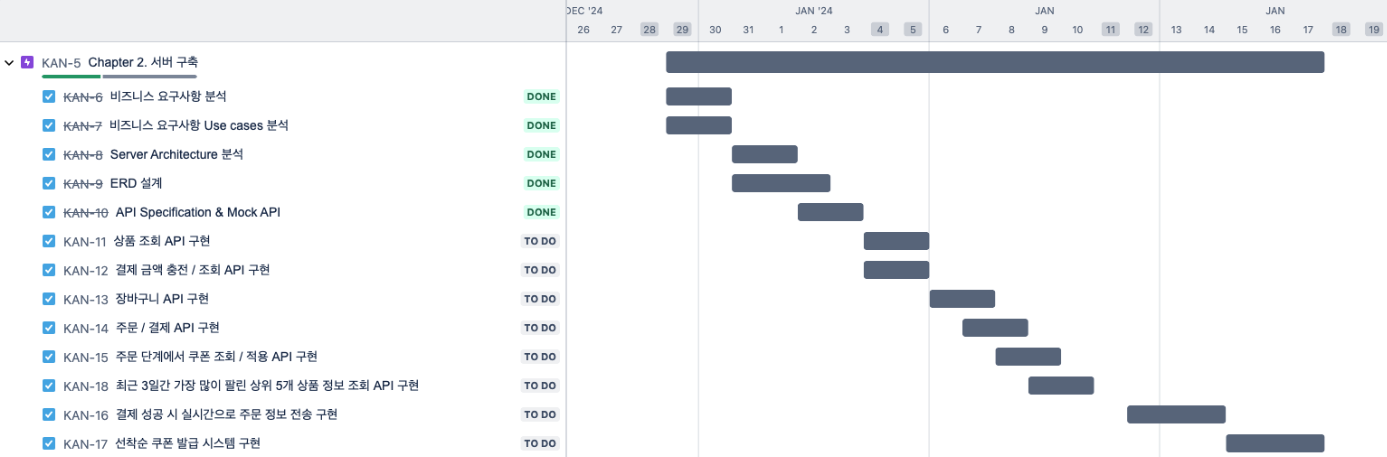 DEC '24 JAN '24 JAN JAN
26 27 28 29 30 31 1 2 3 4 5 6 7 8 9 10 11 12 13 14 15 16 17 18 19
KAN-5 Chapter 2. 서버 구축
KAN-6 비즈니스 요구사항 분석 DONE
KAN-7 비즈니스 요구사항 Use cases 분석 DONE
KAN-8 Server Architecture 분석 DONE
KAN-9 ERD 설계 DONE
KAN-10 API Specification & Mock API DONE
KAN-11 상품 조회 API 구현 TO DO
KAN-12 결제 금액 충전 / 조회 API 구현 TO DO
KAN-13 장바구니 API 구현 TO DO
KAN-14 주문 / 결제 API 구현 TO DO
KAN-15 주문 단계에서 쿠폰 조회 / 적용 API 구현 TO DO
KAN-18 최근 3일간 가장 많이 팔린 상위 5개 상품 정보 조회 API 구현 TO DO
KAN-16 결제 성공 시 실시간으로 주문 정보 전송 구현 TO DO
KAN-17 선착순 쿠폰 발급 시스템 구현 TO DO